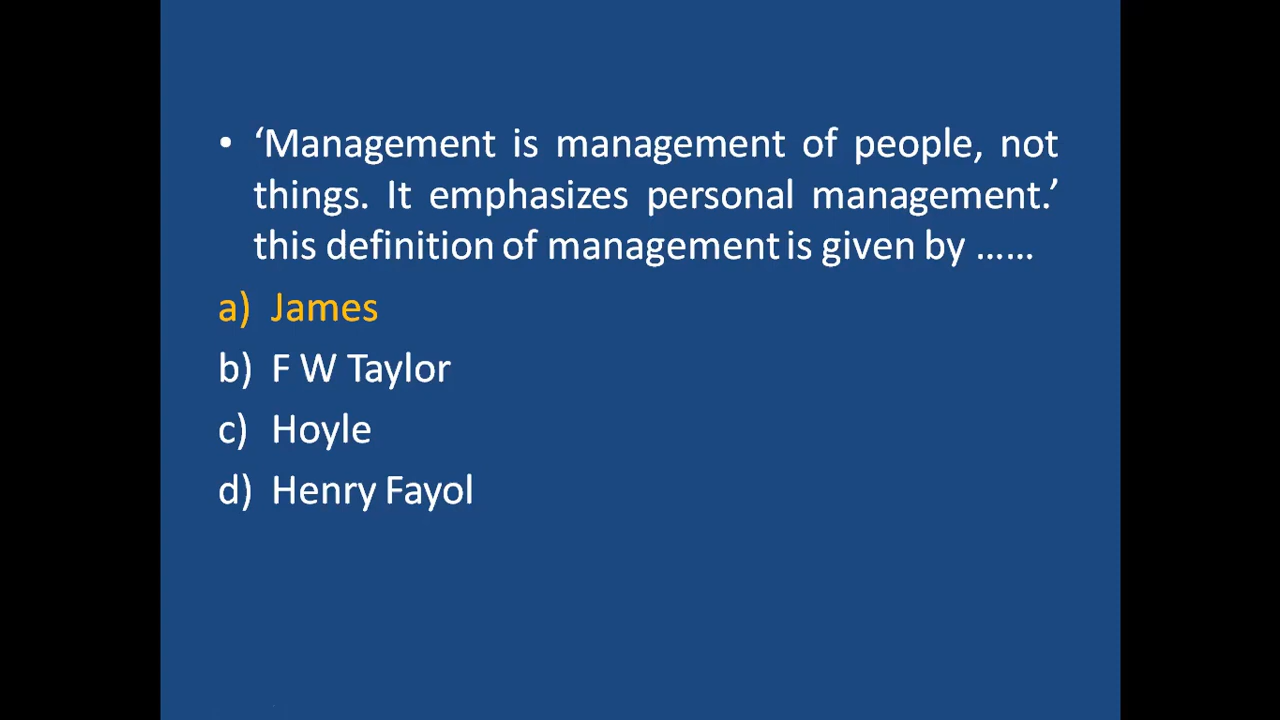 • ‘Management is management of people, not
things. It emphasizes personal management.’
this definition of management is given by ……
a) James
b) F W Taylor
c) Hoyle
d) Henry Fayol